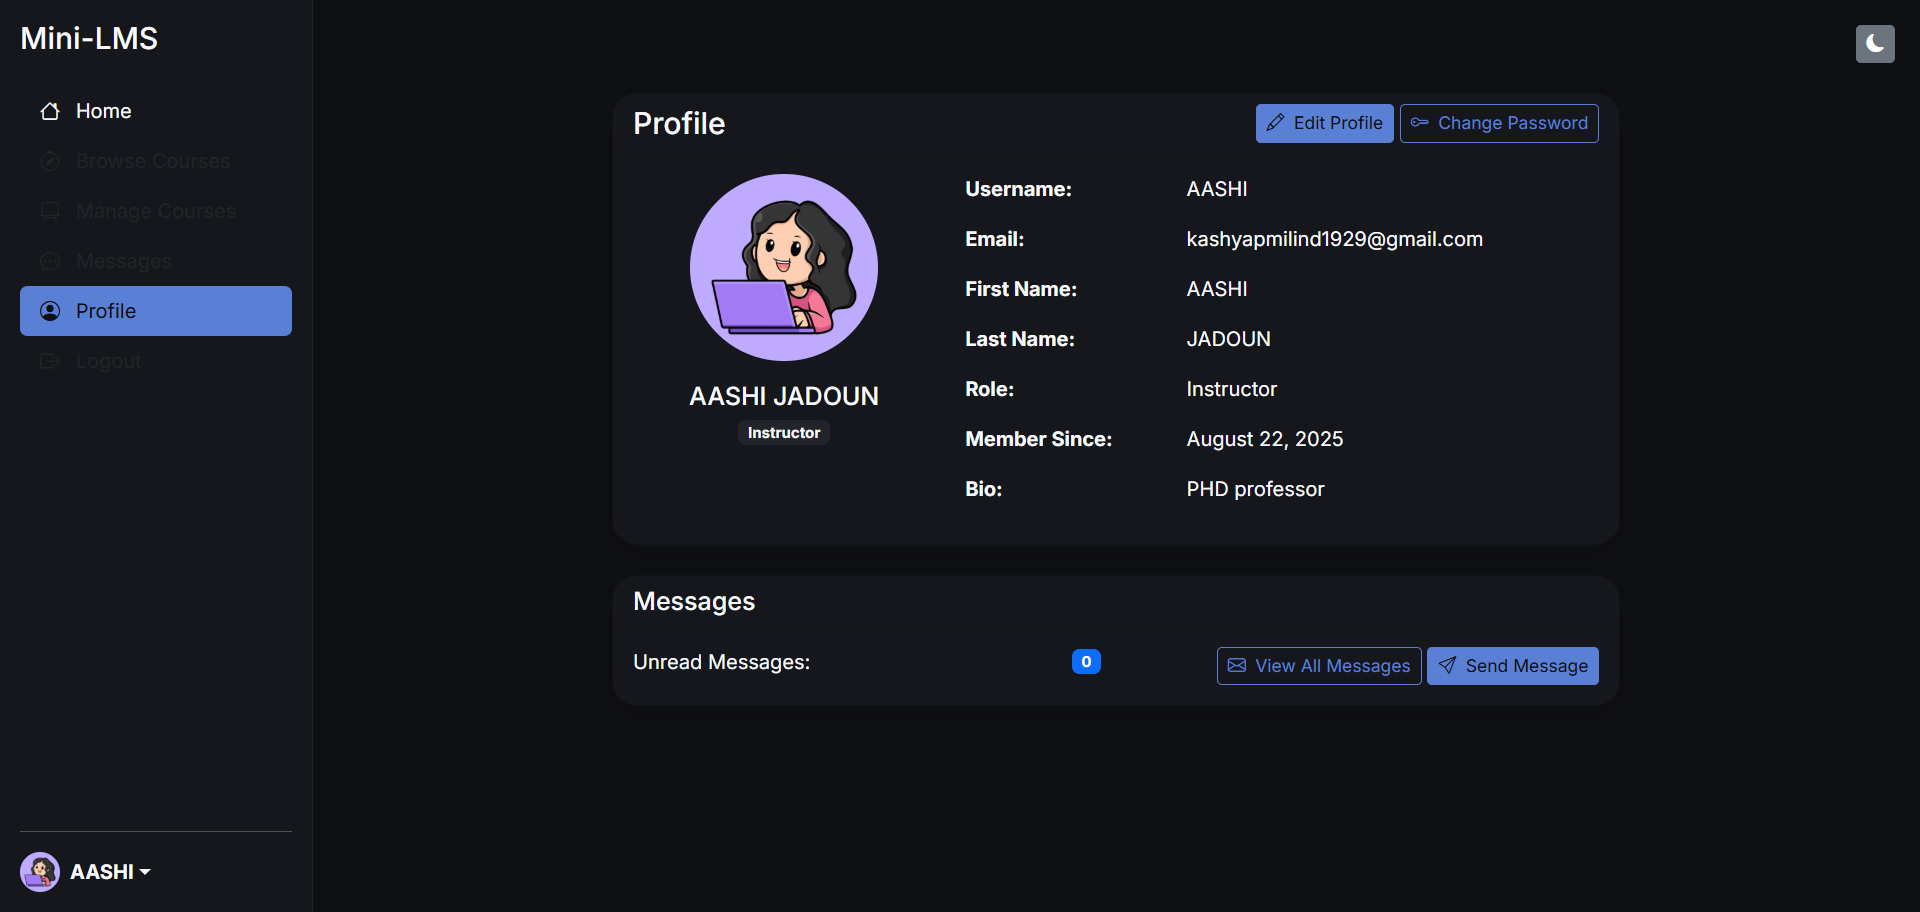 Mini-LMS
Home
Browse Courses
Manage Courses
Messages
Profile
Logout
AASHI
Profile
Edit Profile
Change Password
AASHI JADOUN
Instructor
Username: AASHI
Email: kashyapmilind1929@gmail.com
First Name: AASHI
Last Name: JADOUN
Role: Instructor
Member Since: August 22, 2025
Bio: PHD professor
Messages
Unread Messages: 0
View All Messages
Send Message